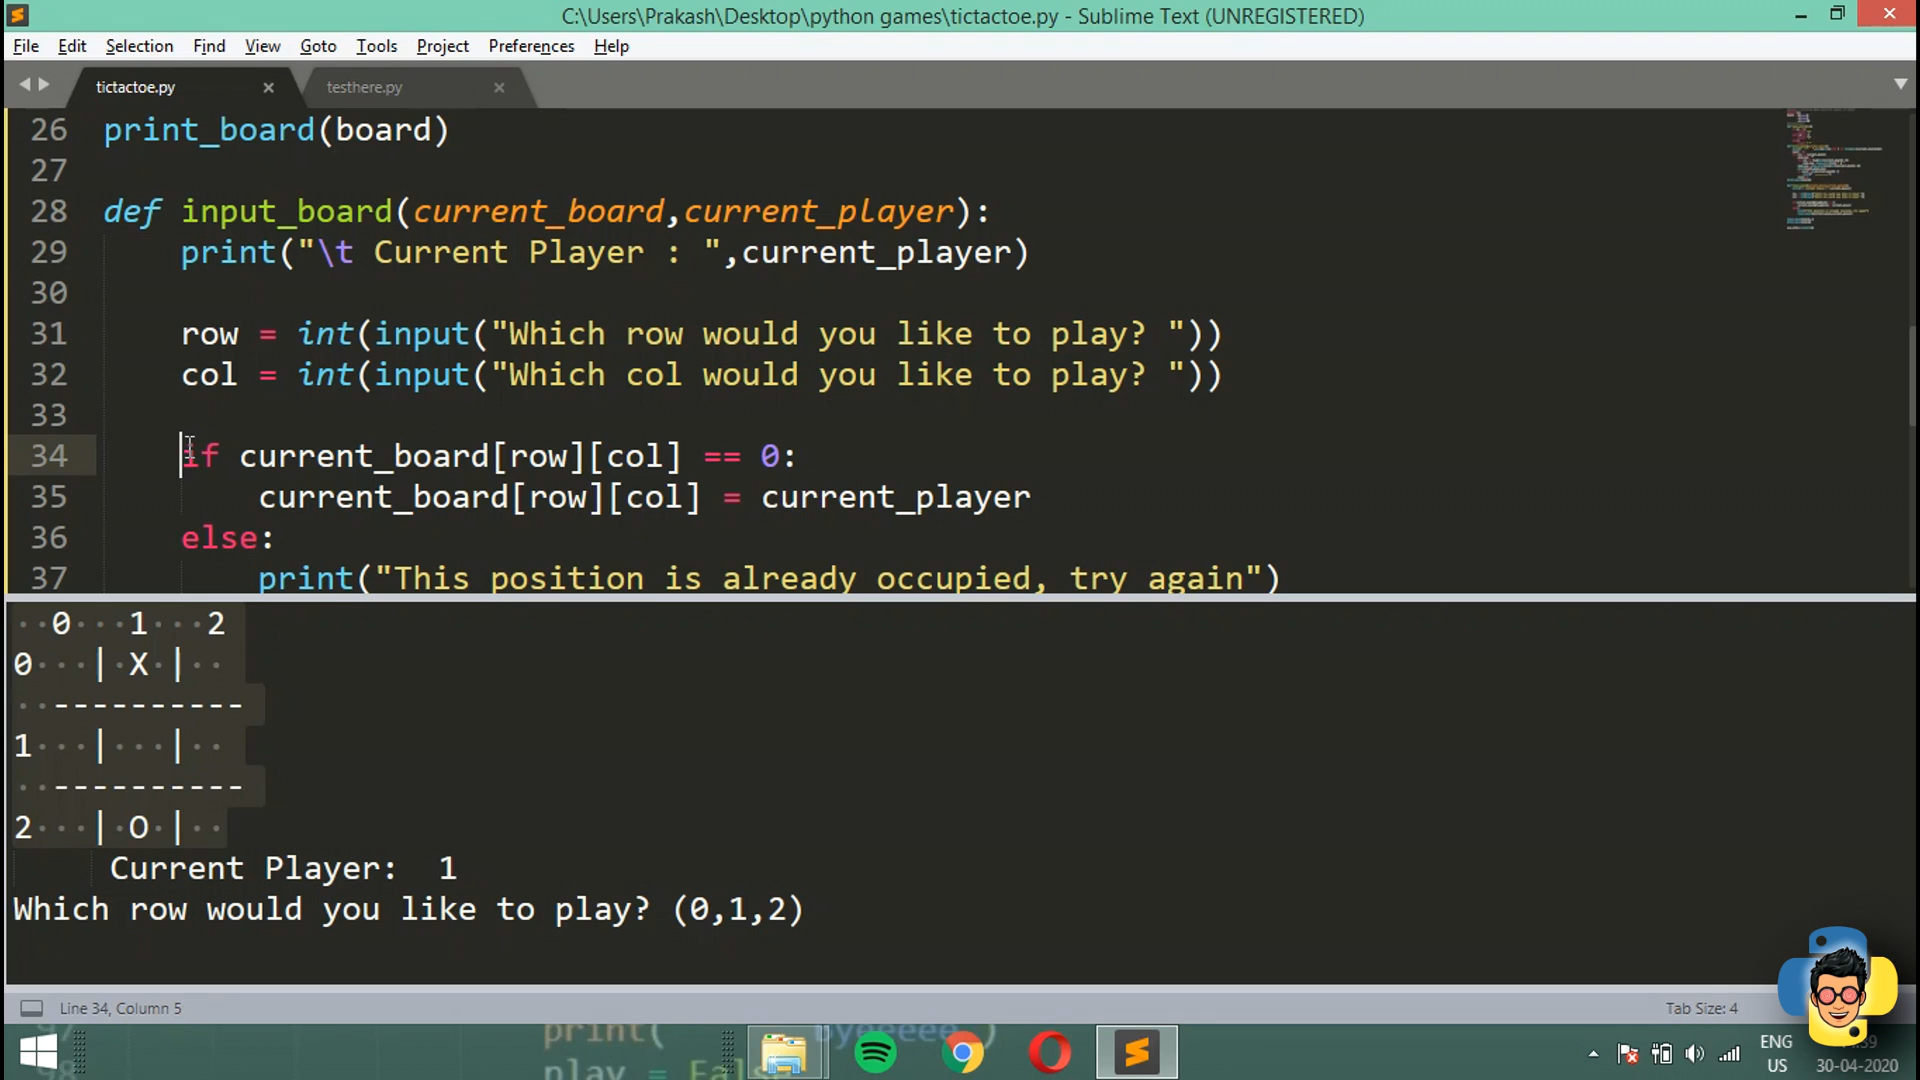 C:\Users\Prakash\Desktop\python games\tictactoe.py - Sublime Text (UNREGISTERED)
File Edit Selection Find View Goto Tools Project Preferences Help
tictactoe.py × testhere.py ×
26 print_board(board)
27
28 def input_board(current_board,current_player):
29 print("\t Current Player : ",current_player)
30
31 row = int(input("Which row would you like to play? "))
32 col = int(input("Which col would you like to play? "))
33
34 if current_board[row][col] == 0:
35 current_board[row][col] = current_player
36 else:
37 print("This position is already occupied, try again")
0 1 2
0 | X |
----------
1 | |
----------
2 | O |
Current Player: 1
Which row would you like to play? (0,1,2)
Line 34, Column 5
Tab Size: 4
print(
play = Fal
ENG
US
30-04-2020